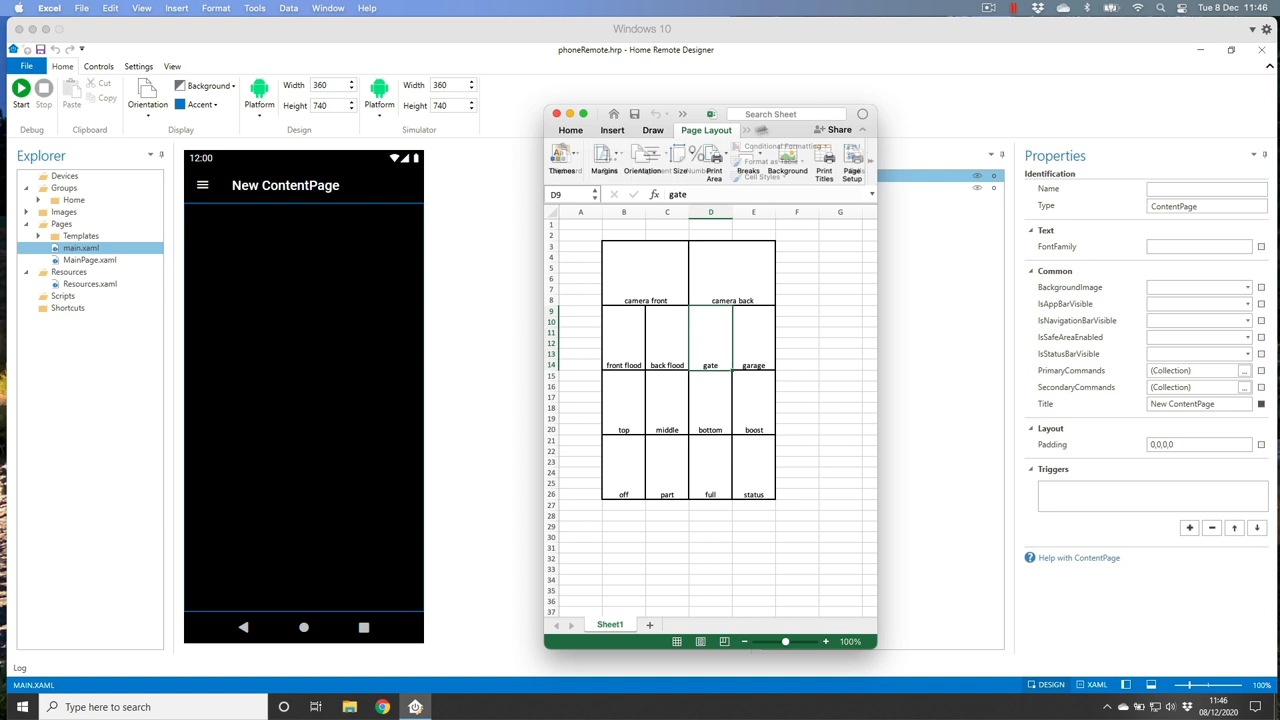 Excel File Edit View Insert Format Tools Data Window Help Tue 8 Dec 11:46
Windows 10
phoneRemote.hrp - Home Remote Designer
File Home Controls Settings View
Start Stop Paste Cut Copy Orientation Background Accent Platform Width 360 Height 740 Platform Width 360 Height 740
Debug Clipboard Display Design Simulator
Explorer
Devices
Groups
Home
Images
Pages
Templates
main.xaml
MainPage.xaml
Resources
Resources.xaml
Scripts
Shortcuts
12:00
New ContentPage
Search Sheet
Home Insert Draw Page Layout Share
Conditional Formatting
Format as Table
Cell Styles
Themes Margins Orientation Size Print Area Breaks Background Print Titles Page Setup
D9 fx gate
A B C D E F G
1
2
3
4
5
6
7
8 camera front camera back
9
10
11
12
13
14 front flood back flood gate garage
15
16
17
18
19
20 top middle bottom boost
21
22
23
24
25
26 off part full status
27
28
29
30
31
32
33
34
35
36
37
Sheet1 +
100%
Properties
Identification
Name
Type ContentPage
Text
FontFamily
Common
BackgroundImage
IsAppBarVisible
IsNavigationBarVisible
IsSafeAreaEnabled
IsStatusBarVisible
PrimaryCommands (Collection) ...
SecondaryCommands (Collection) ...
Title New ContentPage
Layout
Padding 0,0,0,0
Triggers
Help with ContentPage
Log
MAIN.XAML DESIGN XAML 100%
Type here to search
11:46
08/12/2020